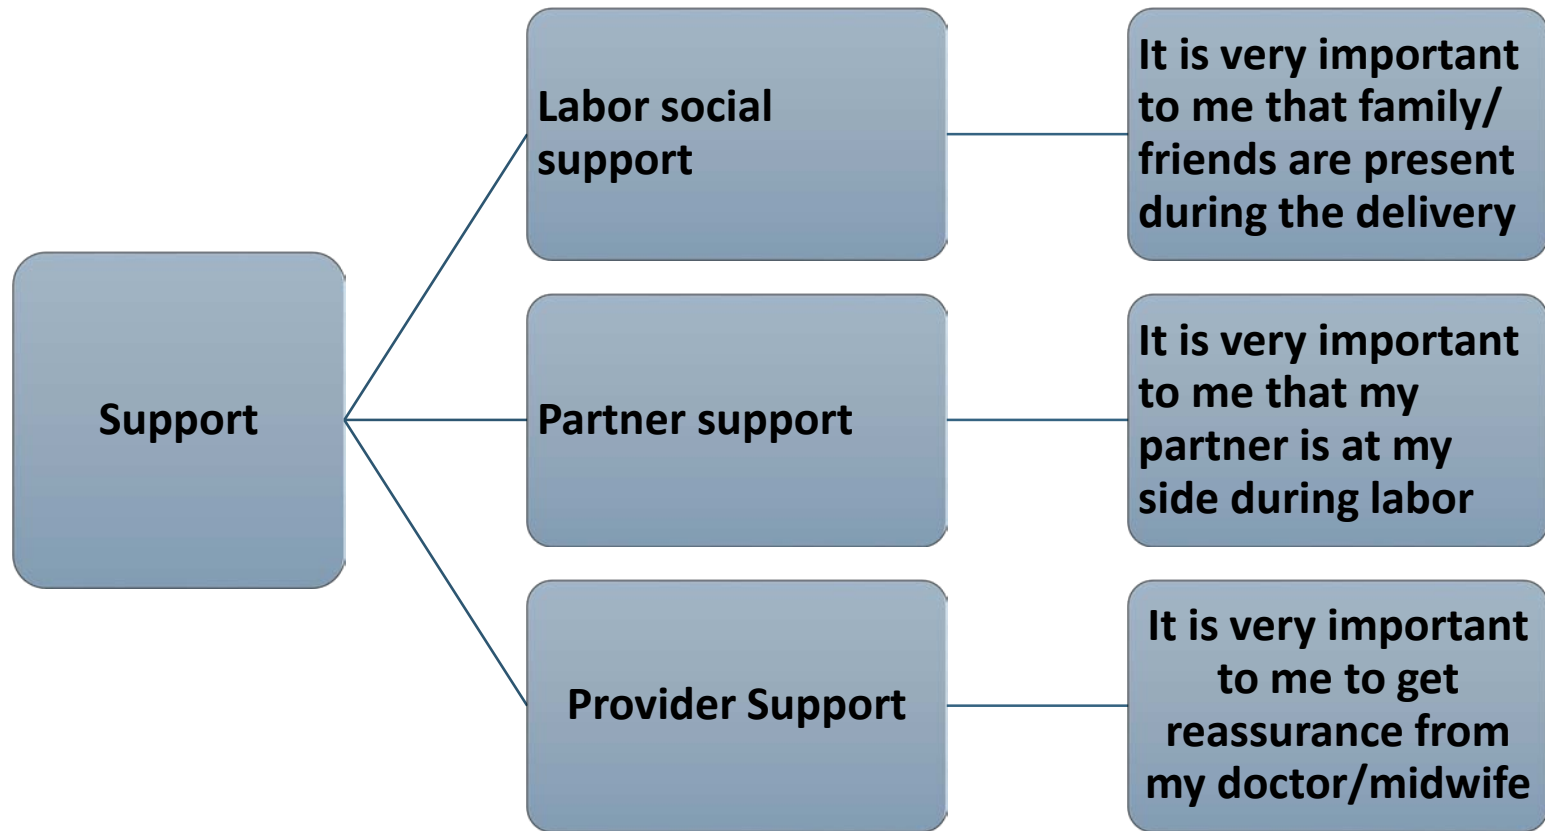 Support
Labor social
support
It is very important
to me that family/
friends are present
during the delivery
Partner support
It is very important
to me that my
partner is at my
side during labor
Provider Support
It is very important
to me to get
reassurance from
my doctor/midwife